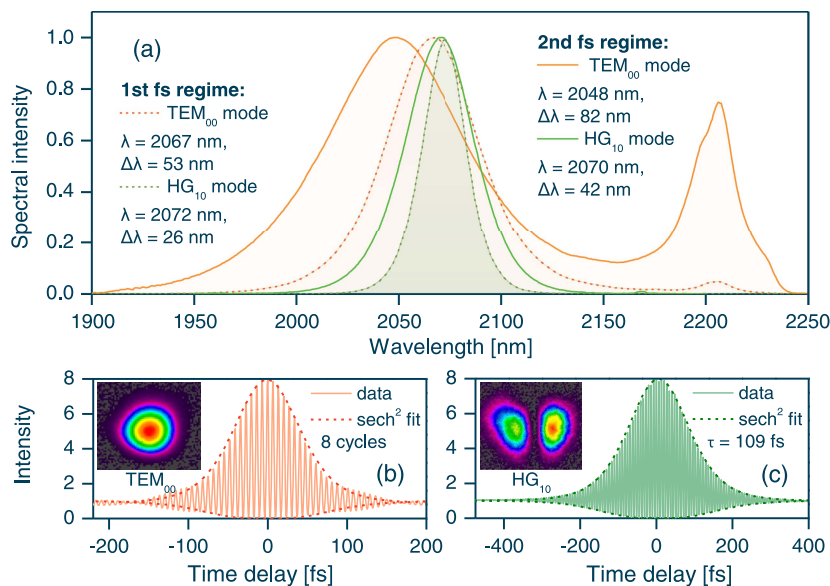 (a)
1st fs regime:
TEM₀₀ mode
λ = 2067 nm,
Δλ = 53 nm
HG₁₀ mode
λ = 2072 nm,
Δλ = 26 nm
2nd fs regime:
TEM₀₀ mode
λ = 2048 nm,
Δλ = 82 nm
HG₁₀ mode
λ = 2070 nm,
Δλ = 42 nm
Spectral intensity
1.0
0.8
0.6
0.4
0.2
0.0
1900 1950 2000 2050 2100 2150 2200 2250
Wavelength [nm]
Intensity
8
6
4
2
0
TEM₀₀
data
sech² fit
8 cycles
(b)
-200 -100 0 100 200
Time delay [fs]
8
6
4
2
0
HG₁₀
data
sech² fit
τ = 109 fs
(c)
-400 -200 0 200 400
Time delay [fs]